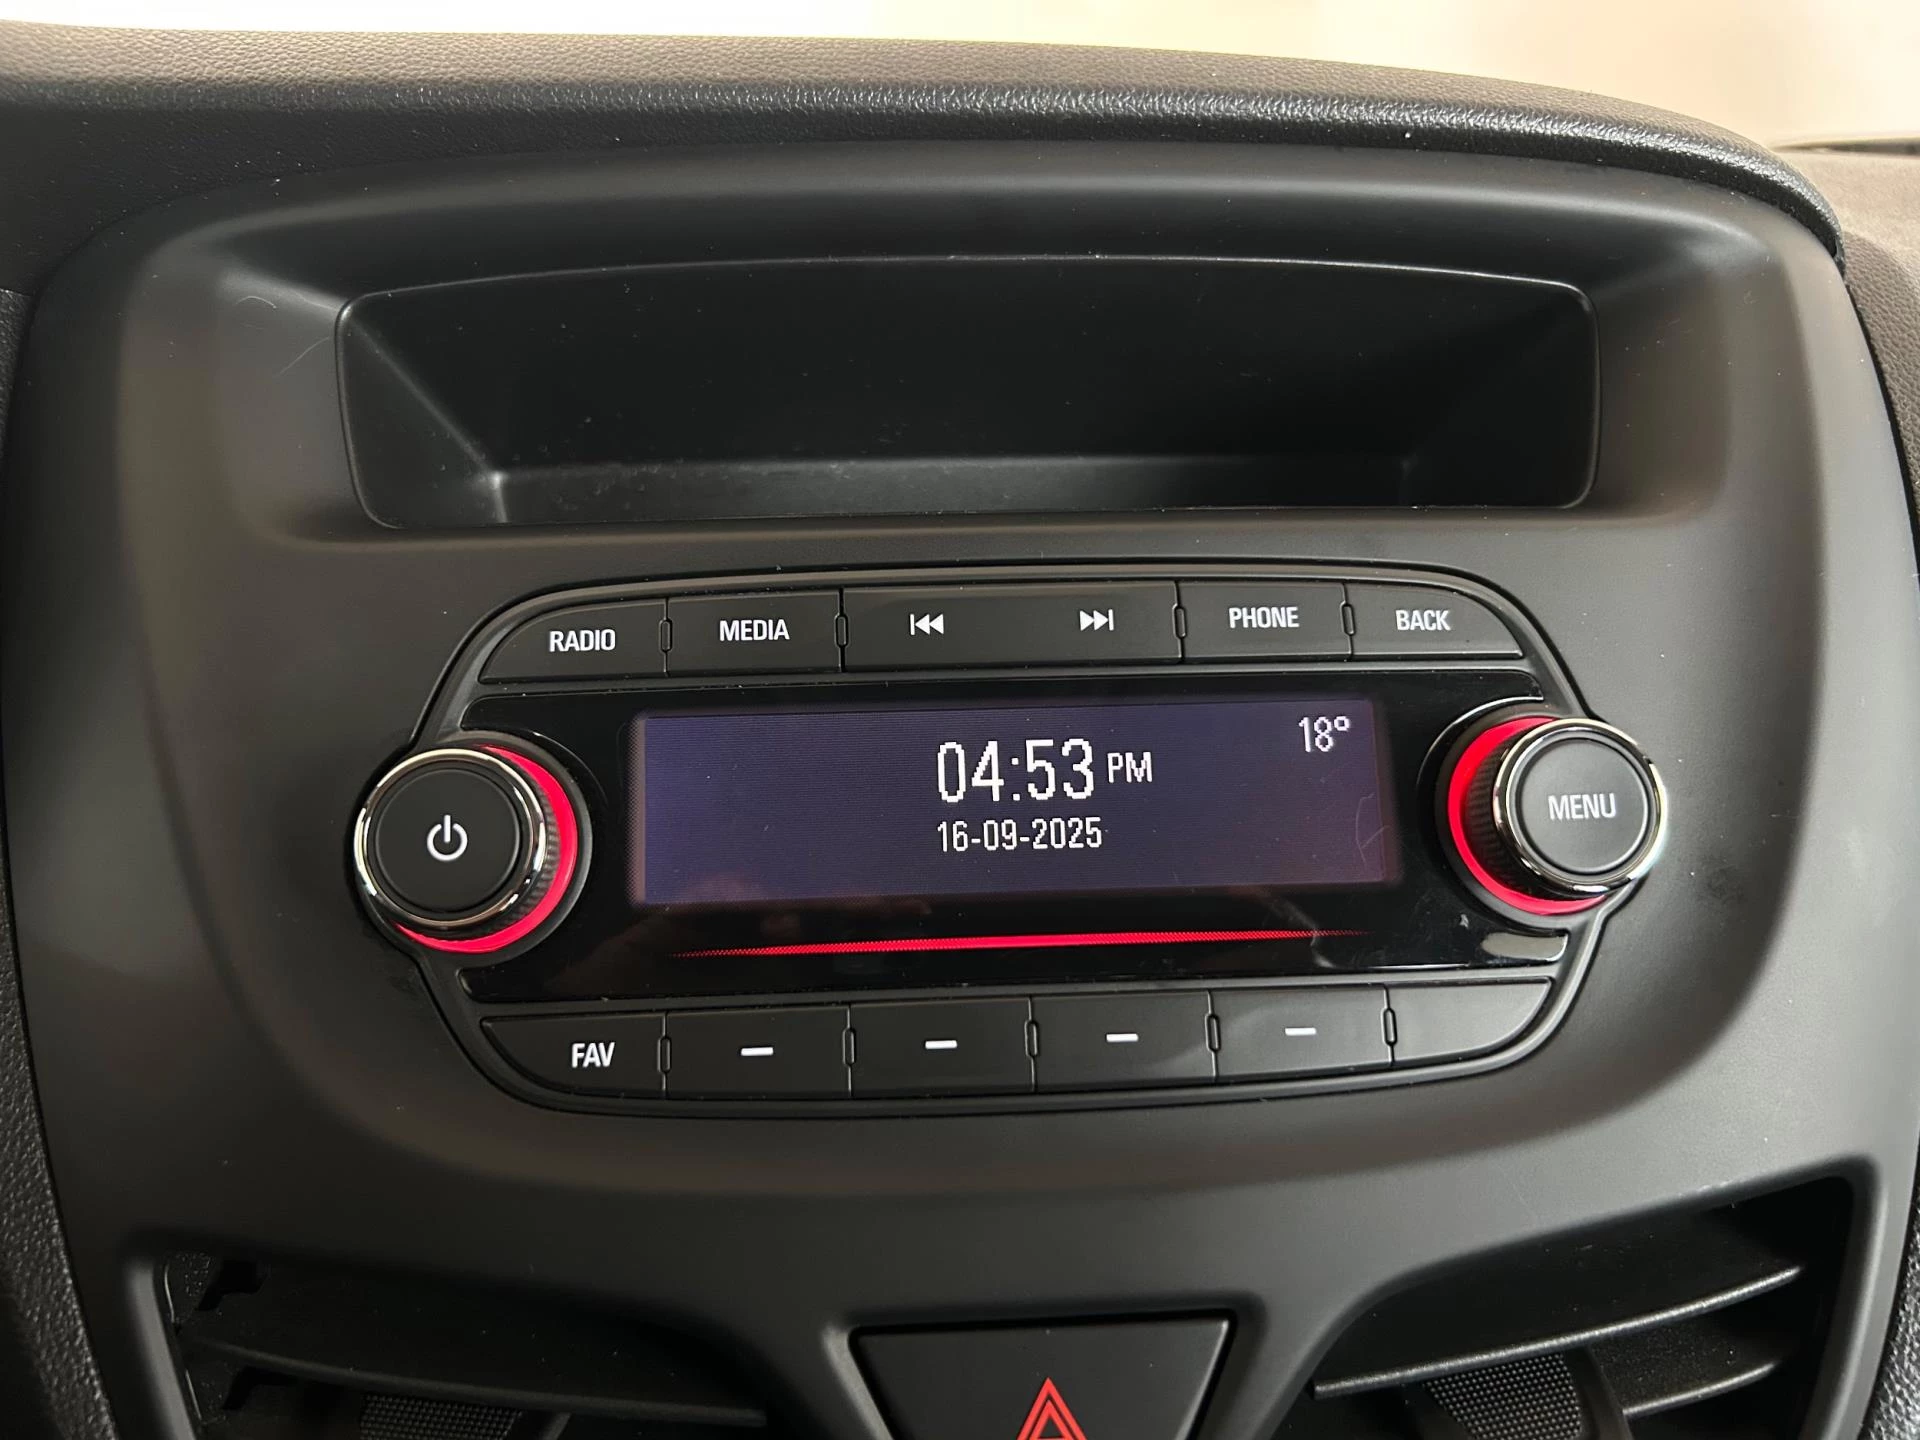 RADIO MEDIA PHONE BACK
18°
04:53 PM
16-09-2025
MENU
FAV